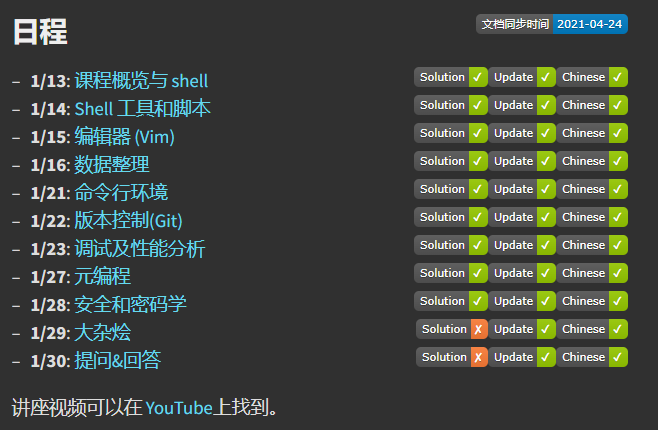 日程 文档同步时间 2021-04-24
– 1/13: 课程概览与 shell Solution ✓ Update ✓ Chinese ✓
– 1/14: Shell 工具和脚本 Solution ✓ Update ✓ Chinese ✓
– 1/15: 编辑器 (Vim) Solution ✓ Update ✓ Chinese ✓
– 1/16: 数据整理 Solution ✓ Update ✓ Chinese ✓
– 1/21: 命令行环境 Solution ✓ Update ✓ Chinese ✓
– 1/22: 版本控制(Git) Solution ✓ Update ✓ Chinese ✓
– 1/23: 调试及性能分析 Solution ✓ Update ✓ Chinese ✓
– 1/27: 元编程 Solution ✓ Update ✓ Chinese ✓
– 1/28: 安全和密码学 Solution ✓ Update ✓ Chinese ✓
– 1/29: 大杂烩 Solution ✗ Update ✓ Chinese ✓
– 1/30: 提问&回答 Solution ✗ Update ✓ Chinese ✓
讲座视频可以在 YouTube上找到。